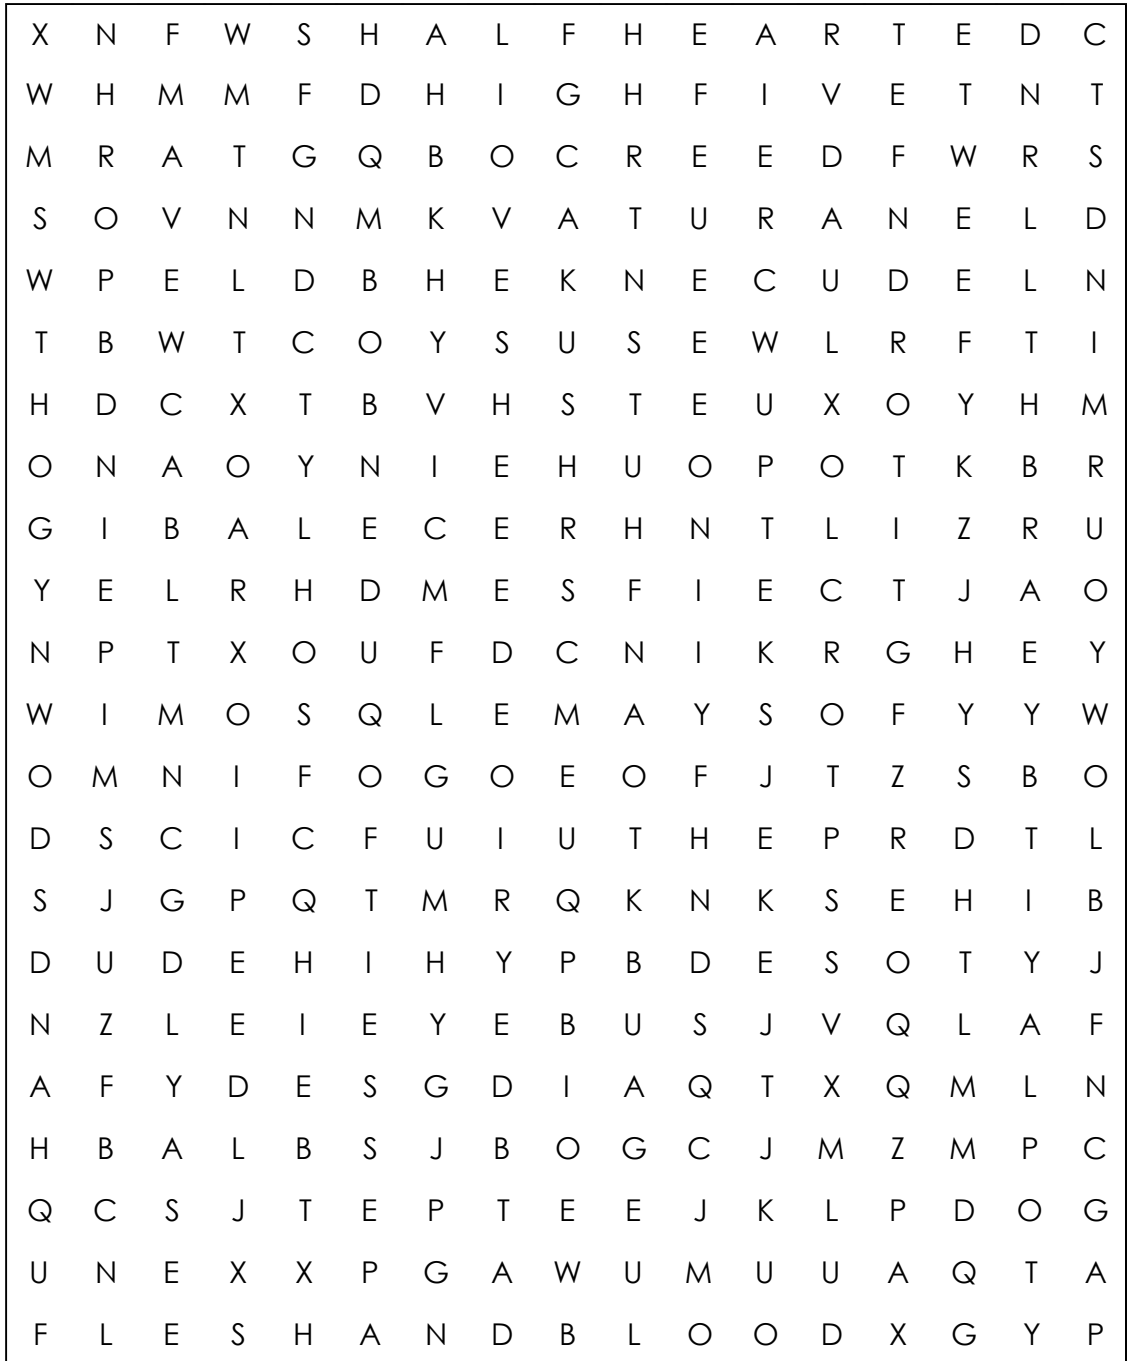 X N F W S H A L F H E A R T E D C
W H M M F D H I G H F I V E T N T
M R A T G Q B O C R E E D F W R S
S O V N N M K V A T U R A N E L D
W P E L D B H E K N E C U D E L N
T B W T C O Y S U S E W L R F T I
H D C X T B V H S T E U X O Y H M
O N A O Y N I E H U O P O T K B R
G I B A L E C E R H N T L I Z R U
Y E L R H D M E S F I E C T J A O
N P T X O U F D C N I K R G H E Y
W I M O S Q L E M A Y S O F Y Y W
O M N I F O G O E O F J T Z S B O
D S C I C F U I U T H E P R D T L
S J G P Q T M R Q K N K S E H I B
D U D E H I H Y P B D E S O T Y J
N Z L E I E Y E B U S J V Q L A F
A F Y D E S G D I A Q T X Q M L N
H B A L B S J B O G C J M Z M P C
Q C S J T E P T E E J K L P D O G
U N E X X P G A W U M U U A Q T A
F L E S H A N D B L O O D X G Y P